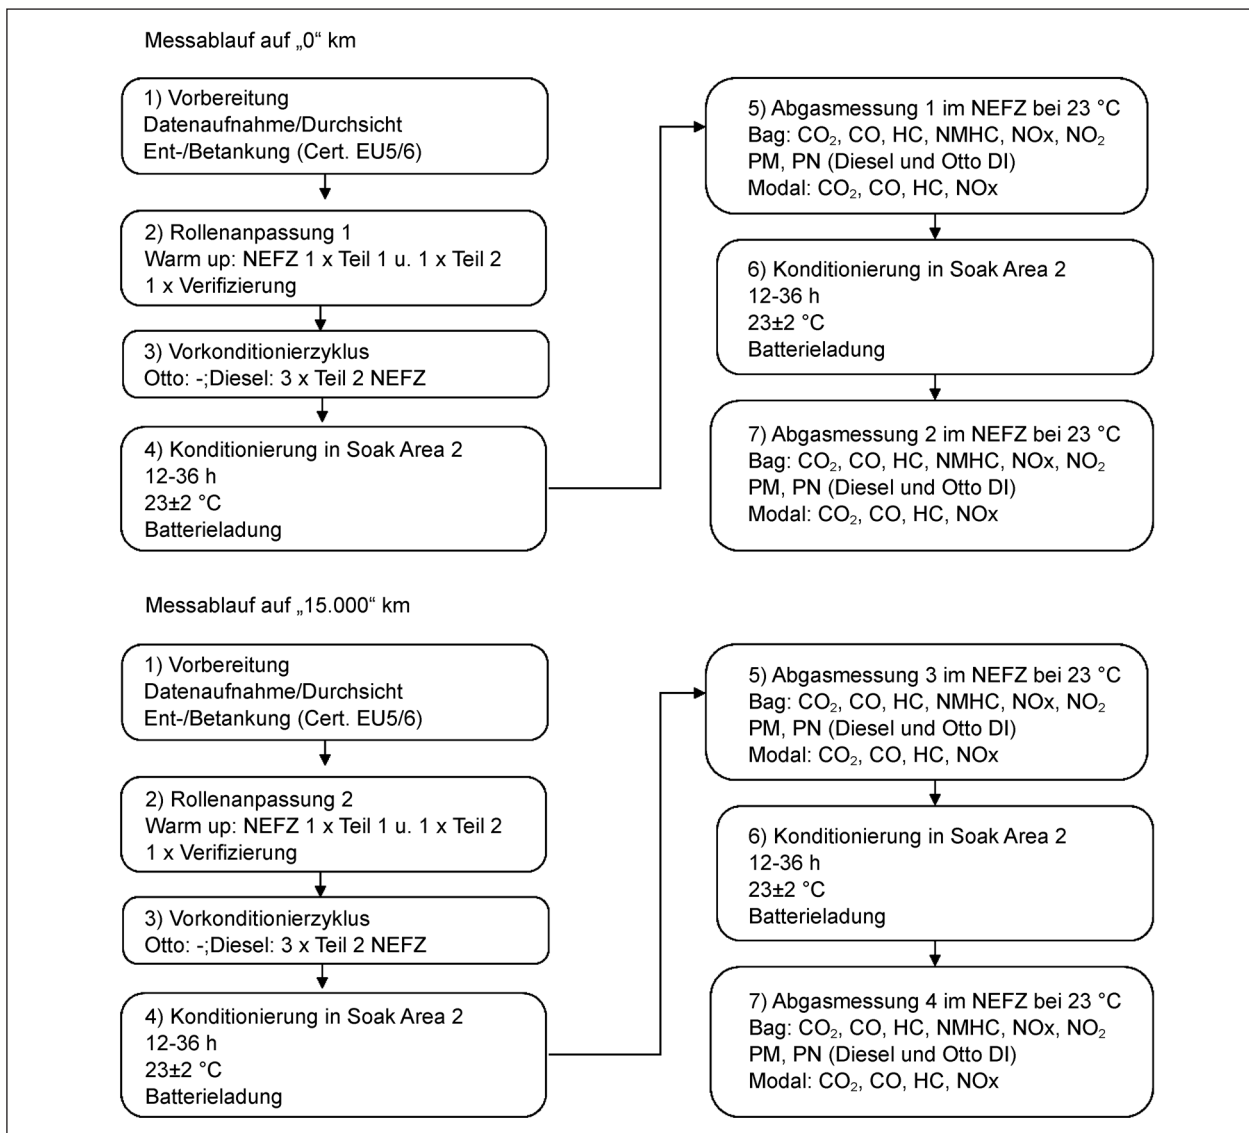 Messablauf auf „0“ km
1) Vorbereitung
Datenaufnahme/Durchsicht
Ent-/Betankung (Cert. EU5/6)
2) Rollenanpassung 1
Warm up: NEFZ 1 x Teil 1 u. 1 x Teil 2
1 x Verifizierung
3) Vorkonditionierzyklus
Otto: -;Diesel: 3 x Teil 2 NEFZ
4) Konditionierung in Soak Area 2
12-36 h
23±2 °C
Batterieladung
5) Abgasmessung 1 im NEFZ bei 23 °C
Bag: CO₂, CO, HC, NMHC, NOx, NO₂
PM, PN (Diesel und Otto DI)
Modal: CO₂, CO, HC, NOx
6) Konditionierung in Soak Area 2
12-36 h
23±2 °C
Batterieladung
7) Abgasmessung 2 im NEFZ bei 23 °C
Bag: CO₂, CO, HC, NMHC, NOx, NO₂
PM, PN (Diesel und Otto DI)
Modal: CO₂, CO, HC, NOx
Messablauf auf „15.000“ km
1) Vorbereitung
Datenaufnahme/Durchsicht
Ent-/Betankung (Cert. EU5/6)
2) Rollenanpassung 2
Warm up: NEFZ 1 x Teil 1 u. 1 x Teil 2
1 x Verifizierung
3) Vorkonditionierzyklus
Otto: -;Diesel: 3 x Teil 2 NEFZ
4) Konditionierung in Soak Area 2
12-36 h
23±2 °C
Batterieladung
5) Abgasmessung 3 im NEFZ bei 23 °C
Bag: CO₂, CO, HC, NMHC, NOx, NO₂
PM, PN (Diesel und Otto DI)
Modal: CO₂, CO, HC, NOx
6) Konditionierung in Soak Area 2
12-36 h
23±2 °C
Batterieladung
7) Abgasmessung 4 im NEFZ bei 23 °C
Bag: CO₂, CO, HC, NMHC, NOx, NO₂
PM, PN (Diesel und Otto DI)
Modal: CO₂, CO, HC, NOx